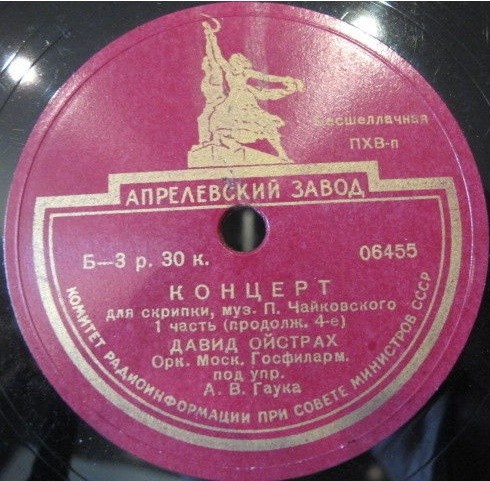 Бесшеллачная
ПХВ-п
АПРЕЛЕВСКИЙ ЗАВОД
Б—3 р. 30 к.
06455
КОНЦЕРТ
для скрипки, муз. П. Чайковского
1 часть (продолж. 4-е)
ДАВИД ОЙСТРАХ
Орк. Моск. Госфиларм.
под упр.
А. В. Гаука
КОМИТЕТ РАДИОИНФОРМАЦИИ ПРИ СОВЕТЕ МИНИСТРОВ СССР